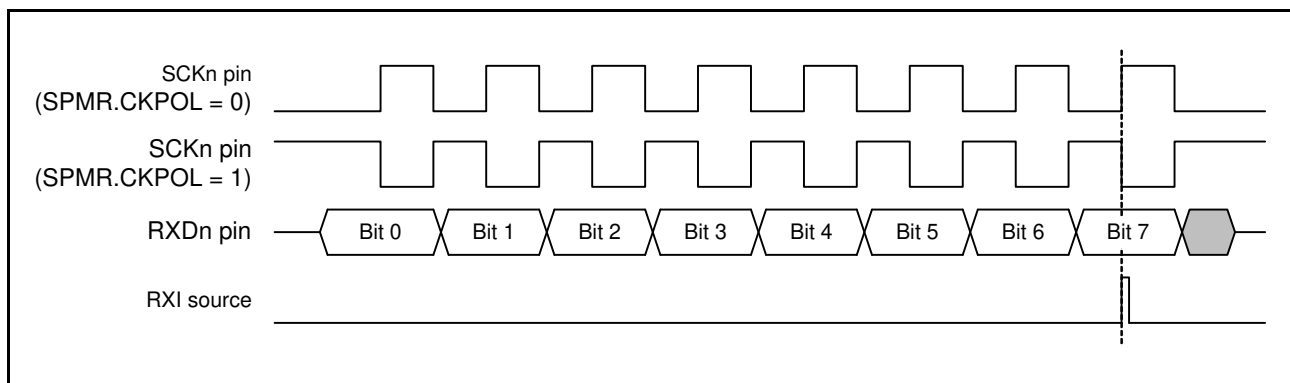 SCKn pin
(SPMR.CKPOL = 0)
SCKn pin
(SPMR.CKPOL = 1)
RXDn pin
Bit 0 Bit 1 Bit 2 Bit 3 Bit 4 Bit 5 Bit 6 Bit 7
RXI source